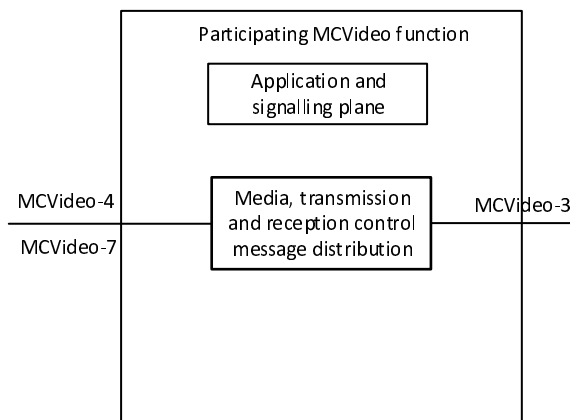 Participating MCVideo function
Application and
signalling plane
MCVideo-4
MCVideo-7
Media, transmission
and reception control
message distribution
MCVideo-3